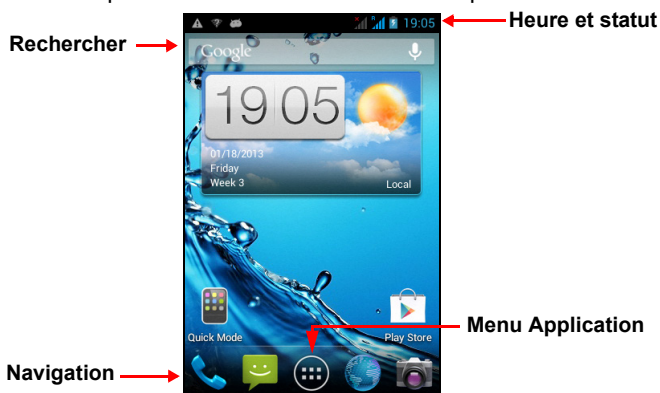 19:05
Heure et statut
Rechercher
Google
19 05
01/18/2013
Friday
Week 3
Local
Quick Mode
Play Store
Menu Application
Navigation